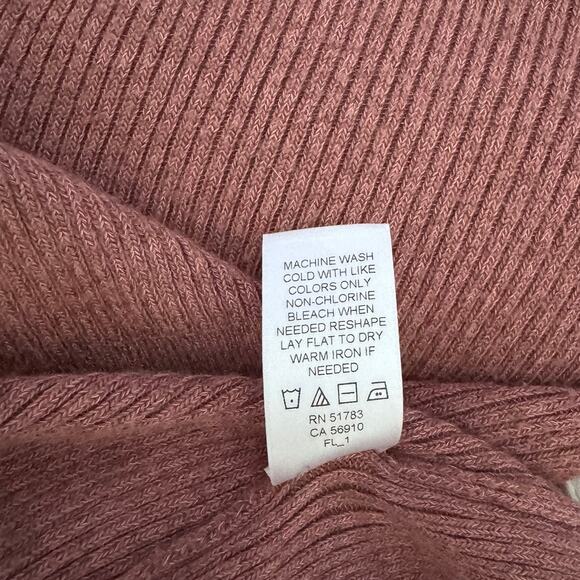 MACHINE WASH
COLD WITH LIKE
COLORS ONLY
NON-CHLORINE
BLEACH WHEN
NEEDED RESHAPE
LAY FLAT TO DRY
WARM IRON IF
NEEDED
RN 51783
CA 56910
FL_1